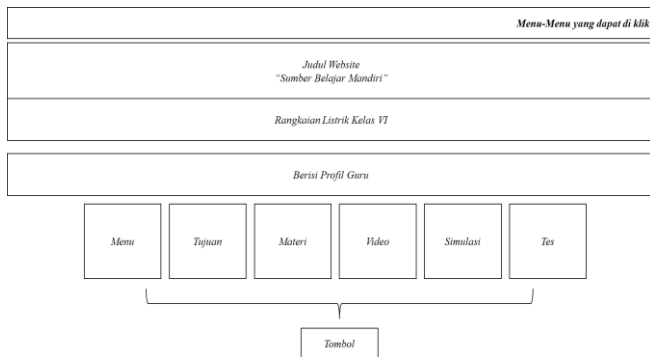 Menu-Menu yang dapat di klik
Judul Website
"Sumber Belajar Mandiri"
Rangkaian Listrik Kelas VI
Berisi Profil Guru
Menu
Tujuan
Materi
Video
Simulasi
Tes
Tombol